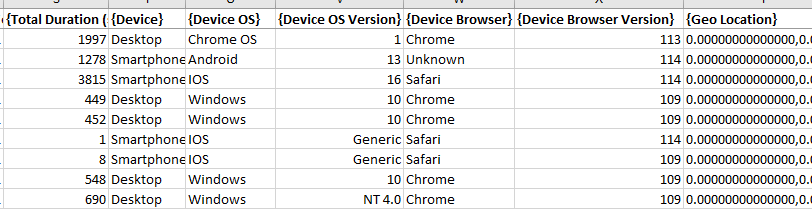 {Total Duration ( {Device} {Device OS} {Device OS Version} {Device Browser} {Device Browser Version} {Geo Location}
1997 Desktop Chrome OS 1 Chrome 113 0.00000000000000,0.0
1278 Smartphone Android 13 Unknown 114 0.00000000000000,0.0
3815 Smartphone IOS 16 Safari 114 0.00000000000000,0.0
449 Desktop Windows 10 Chrome 109 0.00000000000000,0.0
452 Desktop Windows 10 Chrome 109 0.00000000000000,0.0
1 Smartphone IOS Generic Safari 114 0.00000000000000,0.0
8 Smartphone IOS Generic Safari 109 0.00000000000000,0.0
548 Desktop Windows 10 Chrome 109 0.00000000000000,0.0
690 Desktop Windows NT 4.0 Chrome 109 0.00000000000000,0.0